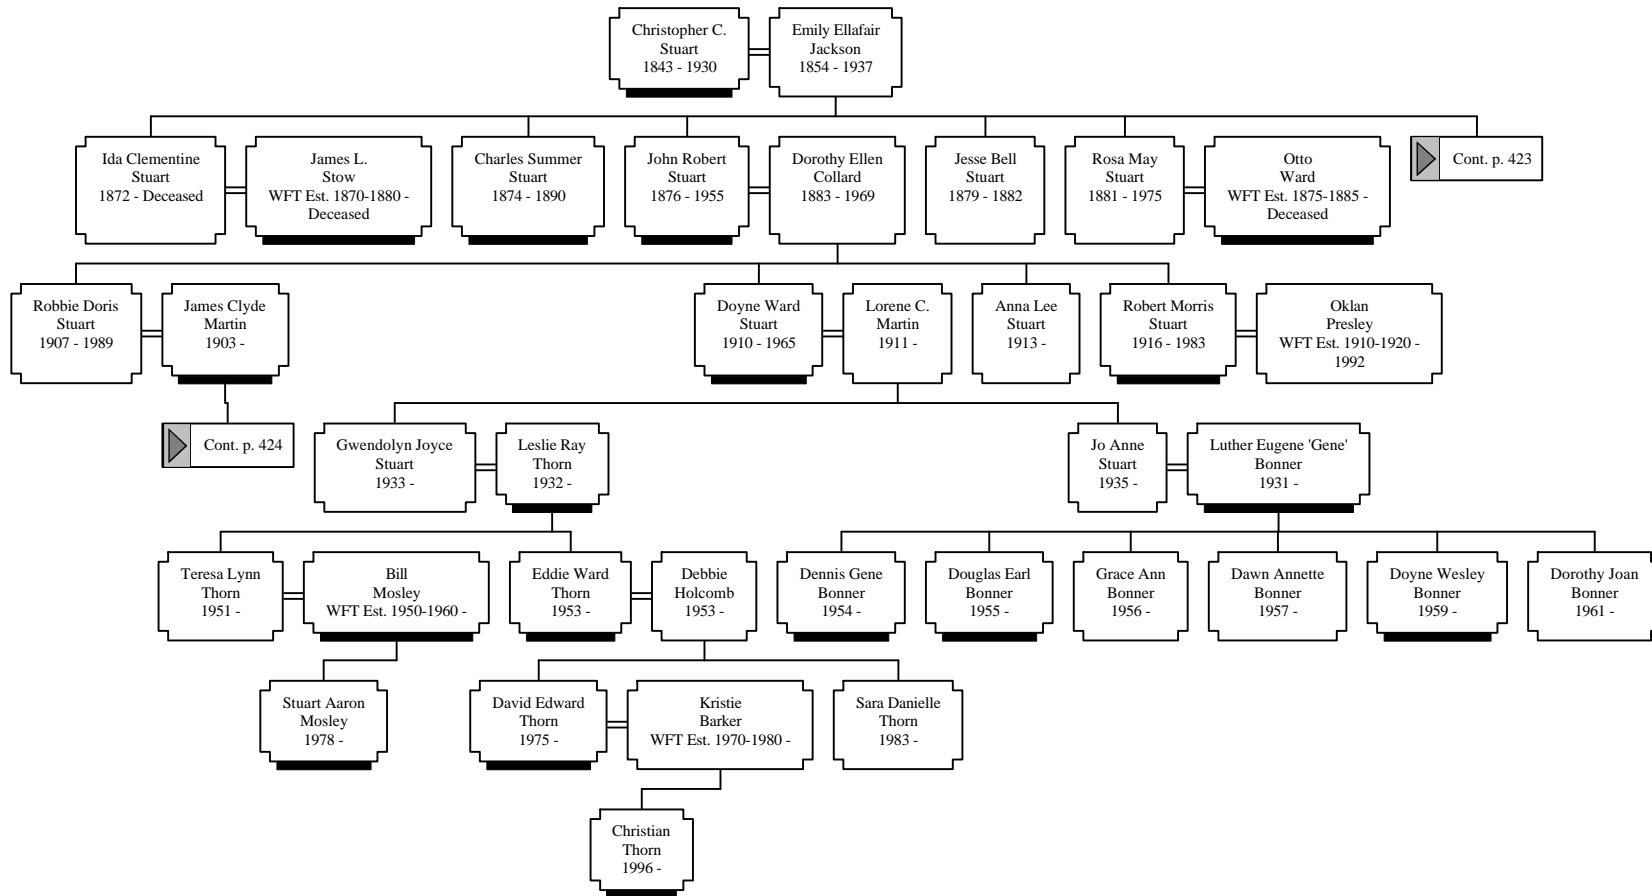 Christopher C.
Stuart
1843 - 1930
Emily Ellafair
Jackson
1854 - 1937
Ida Clementine
Stuart
1872 - Deceased
James L.
Stow
WFT Est. 1870-1880 -
Deceased
Charles Summer
Stuart
1874 - 1890
John Robert
Stuart
1876 - 1955
Dorothy Ellen
Collard
1883 - 1969
Jesse Bell
Stuart
1879 - 1882
Rosa May
Stuart
1881 - 1975
Otto
Ward
WFT Est. 1875-1885 -
Deceased
Cont. p. 423
Robbie Doris
Stuart
1907 - 1989
James Clyde
Martin
1903 -
Doyne Ward
Stuart
1910 - 1965
Lorene C.
Martin
1911 -
Anna Lee
Stuart
1913 -
Robert Morris
Stuart
1916 - 1983
Oklan
Presley
WFT Est. 1910-1920 -
1992
Cont. p. 424
Gwendolyn Joyce
Stuart
1933 -
Leslie Ray
Thorn
1932 -
Jo Anne
Stuart
1935 -
Luther Eugene 'Gene'
Bonner
1931 -
Teresa Lynn
Thorn
1951 -
Bill
Mosley
WFT Est. 1950-1960 -
Eddie Ward
Thorn
1953 -
Debbie
Holcomb
1953 -
Dennis Gene
Bonner
1954 -
Douglas Earl
Bonner
1955 -
Grace Ann
Bonner
1956 -
Dawn Annette
Bonner
1957 -
Doyne Wesley
Bonner
1959 -
Dorothy Joan
Bonner
1961 -
Stuart Aaron
Mosley
1978 -
David Edward
Thorn
1975 -
Kristie
Barker
WFT Est. 1970-1980 -
Sara Danielle
Thorn
1983 -
Christian
Thorn
1996 -